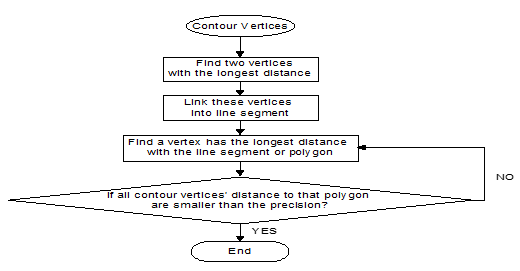 Contour Vertices
Find two vertices
with the longest distance
Link these vertices
into line segment
Find a vertex has the longest distance
with the line segment or polygon
If all contour vertices' distance to that polygon
are smaller than the precision?
NO
YES
End